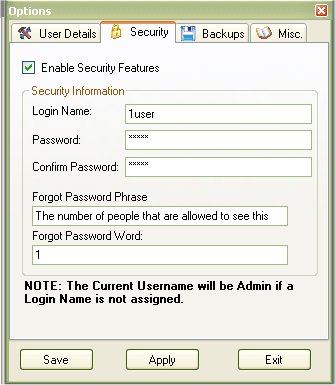 Options
User Details Security Backups Misc.
Enable Security Features
Security Information
Login Name: 1user
Password: *****
Confirm Password: *****
Forgot Password Phrase
The number of people that are allowed to see this
Forgot Password Word:
1
NOTE: The Current Username will be Admin if a
Login Name is not assigned.
Save Apply Exit